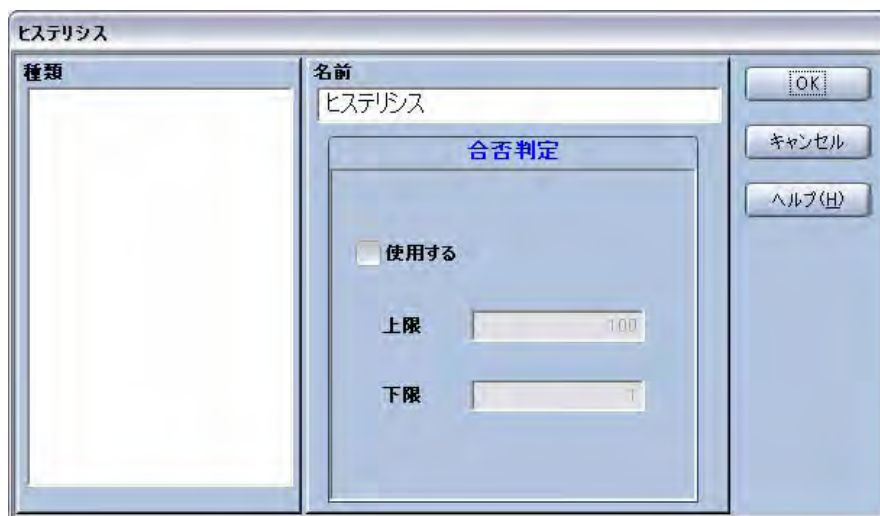 ヒステリシス
種類
名前
ヒステリシス
合否判定
使用する
上限
100
下限
1
OK
キャンセル
ヘルプ(H)